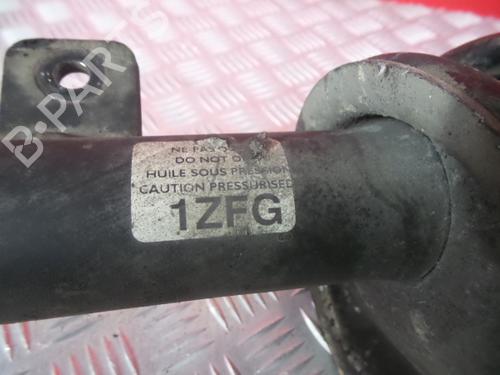 NE PAS
DO NOT
HUILE SOUS PRESSION
CAUTION PRESSURISED
1ZFG
B-PARTS